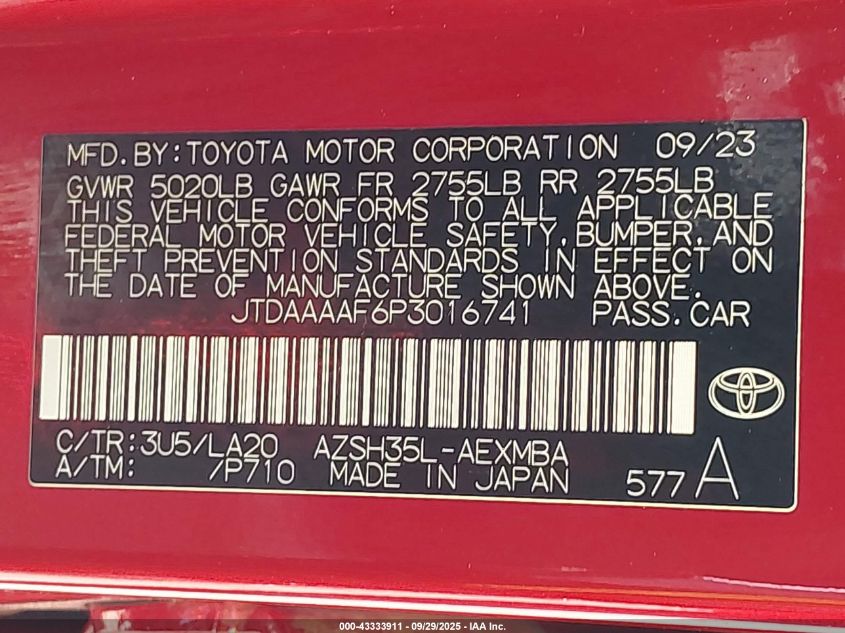 MFD.BY:TOYOTA MOTOR CORPORATION 09/23
GVWR 5020LB GAWR FR 2755LB RR 2755LB
THIS VEHICLE CONFORMS TO ALL APPLICABLE
FEDERAL MOTOR VEHICLE SAFETY,BUMPER,AND
THEFT PREVENTION STANDARDS IN EFFECT ON
THE DATE OF MANUFACTURE SHOWN ABOVE.
JTDAAAAF6P3016741 PASS.CAR
C/TR:3U5/LA20 AZSH35L-AEXMBA
A/TM: /P710 MADE IN JAPAN 577A
000-43333911 - 09/29/2025 - IAA Inc.